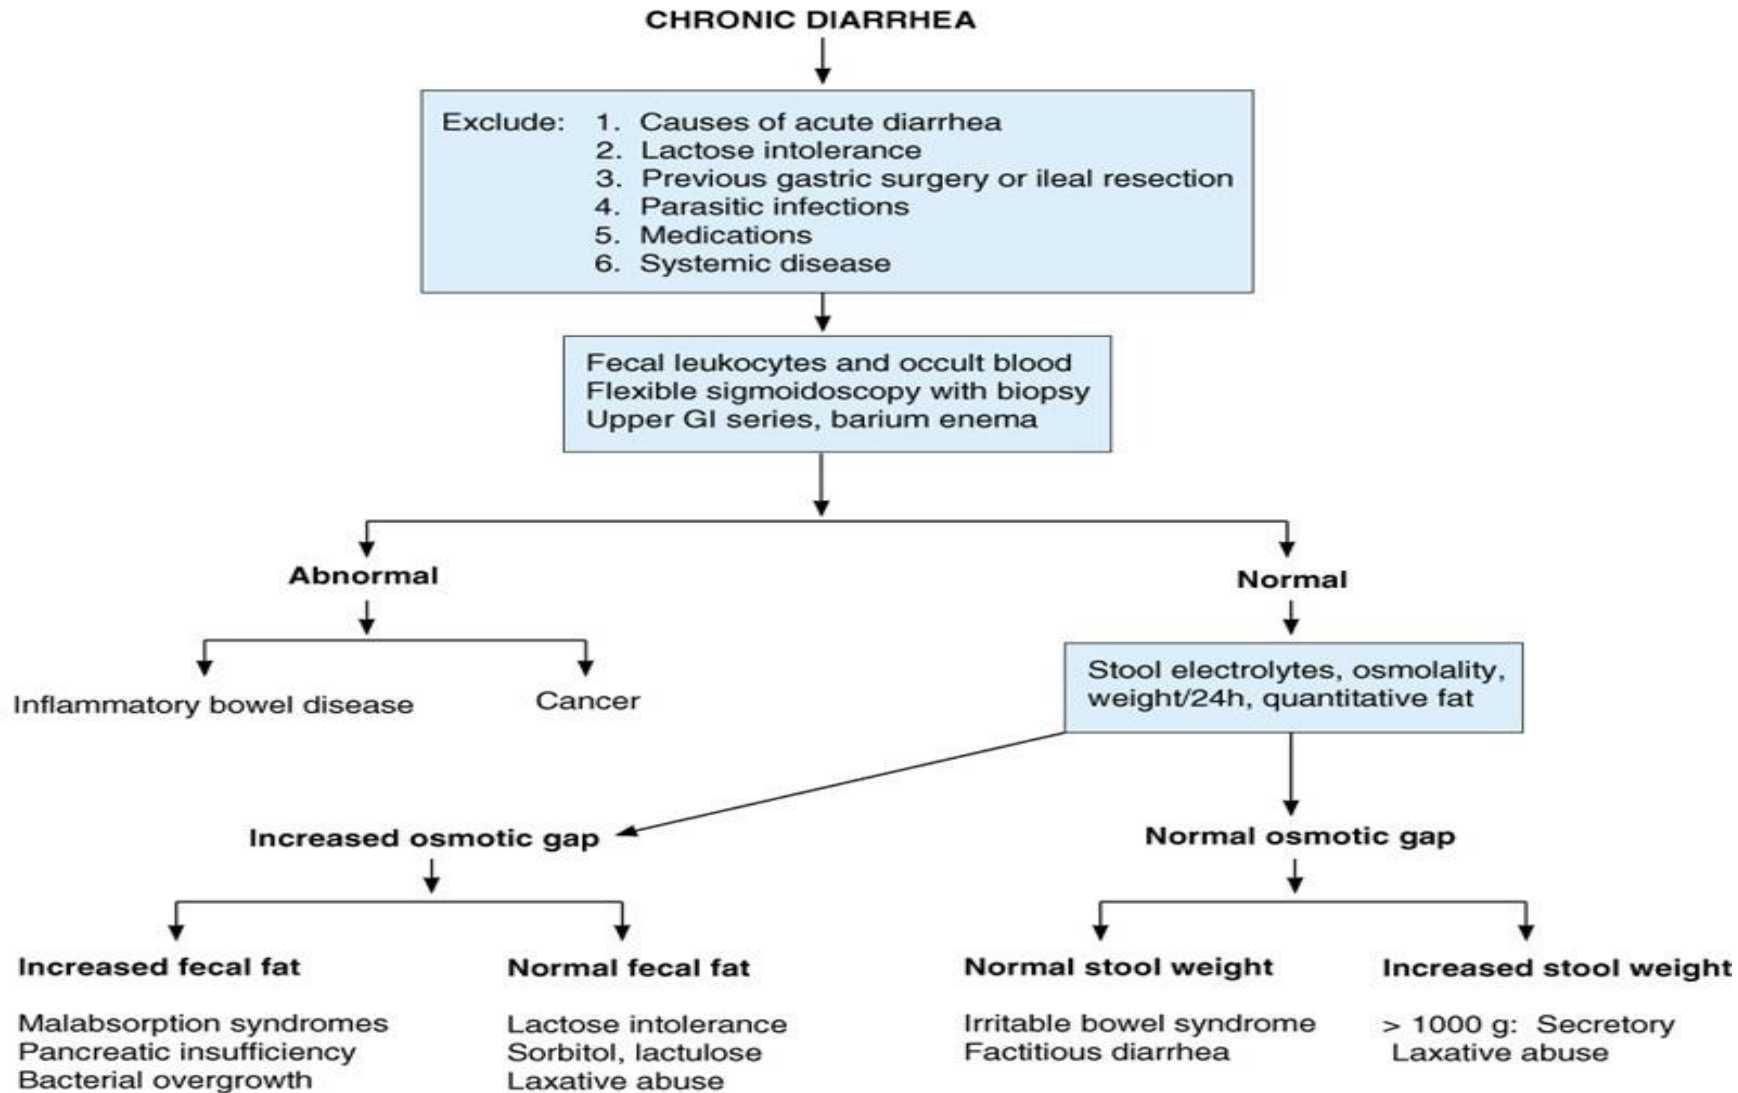 CHRONIC DIARRHEA
Exclude: 1. Causes of acute diarrhea
2. Lactose intolerance
3. Previous gastric surgery or ileal resection
4. Parasitic infections
5. Medications
6. Systemic disease
Fecal leukocytes and occult blood
Flexible sigmoidoscopy with biopsy
Upper GI series, barium enema
Abnormal
Normal
Inflammatory bowel disease
Cancer
Stool electrolytes, osmolality,
weight/24h, quantitative fat
Increased osmotic gap
Normal osmotic gap
Increased fecal fat
Malabsorption syndromes
Pancreatic insufficiency
Bacterial overgrowth
Normal fecal fat
Lactose intolerance
Sorbitol, lactulose
Laxative abuse
Normal stool weight
Irritable bowel syndrome
Factitious diarrhea
Increased stool weight
> 1000 g: Secretory
Laxative abuse